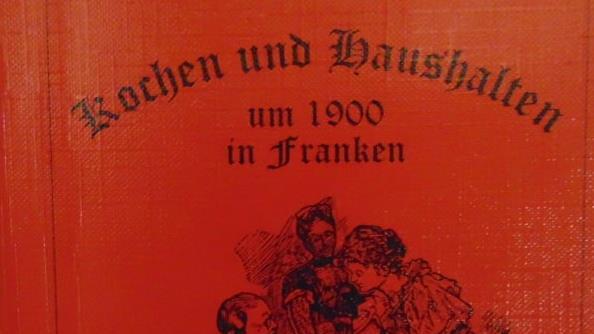 Kochen und Haushalten
um 1900
in Franken